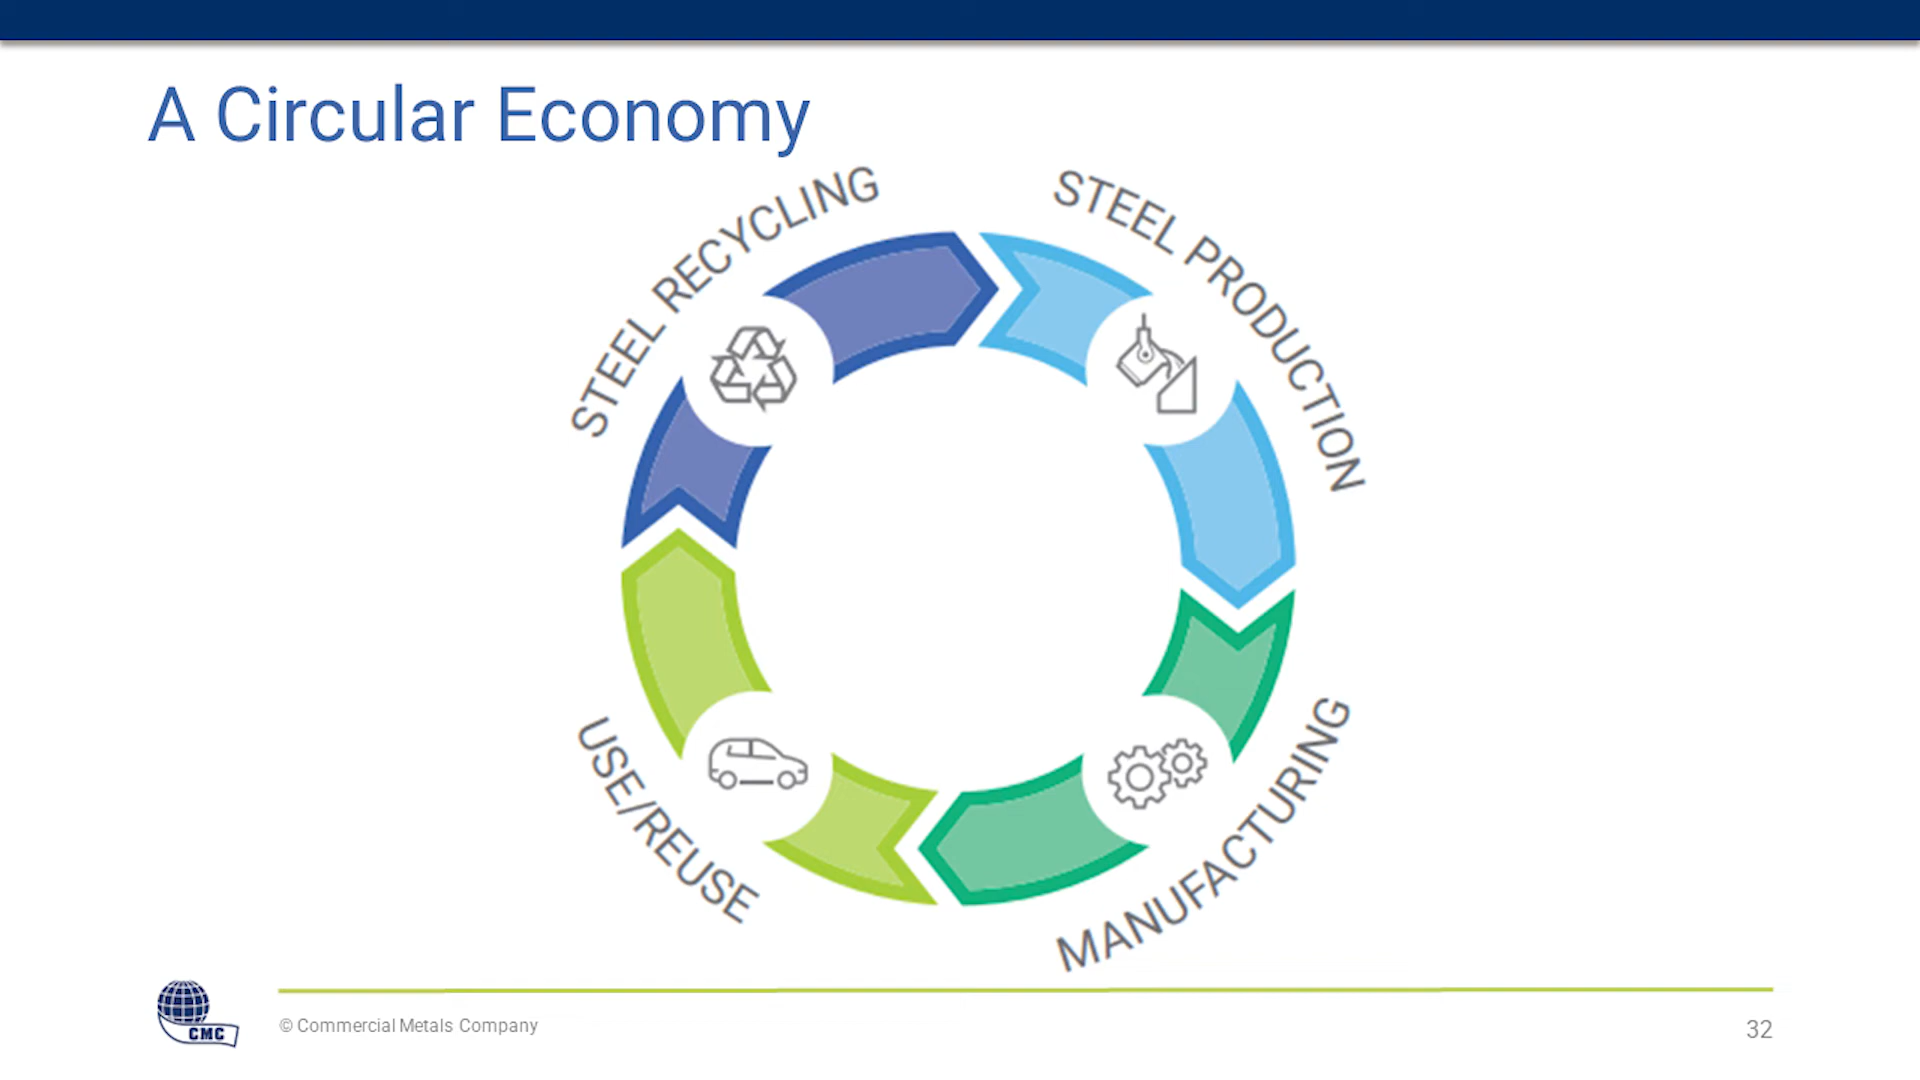 A Circular Economy
STEEL RECYCLING
STEEL PRODUCTION
USE/REUSE
MANUFACTURING
CMC
© Commercial Metals Company
32